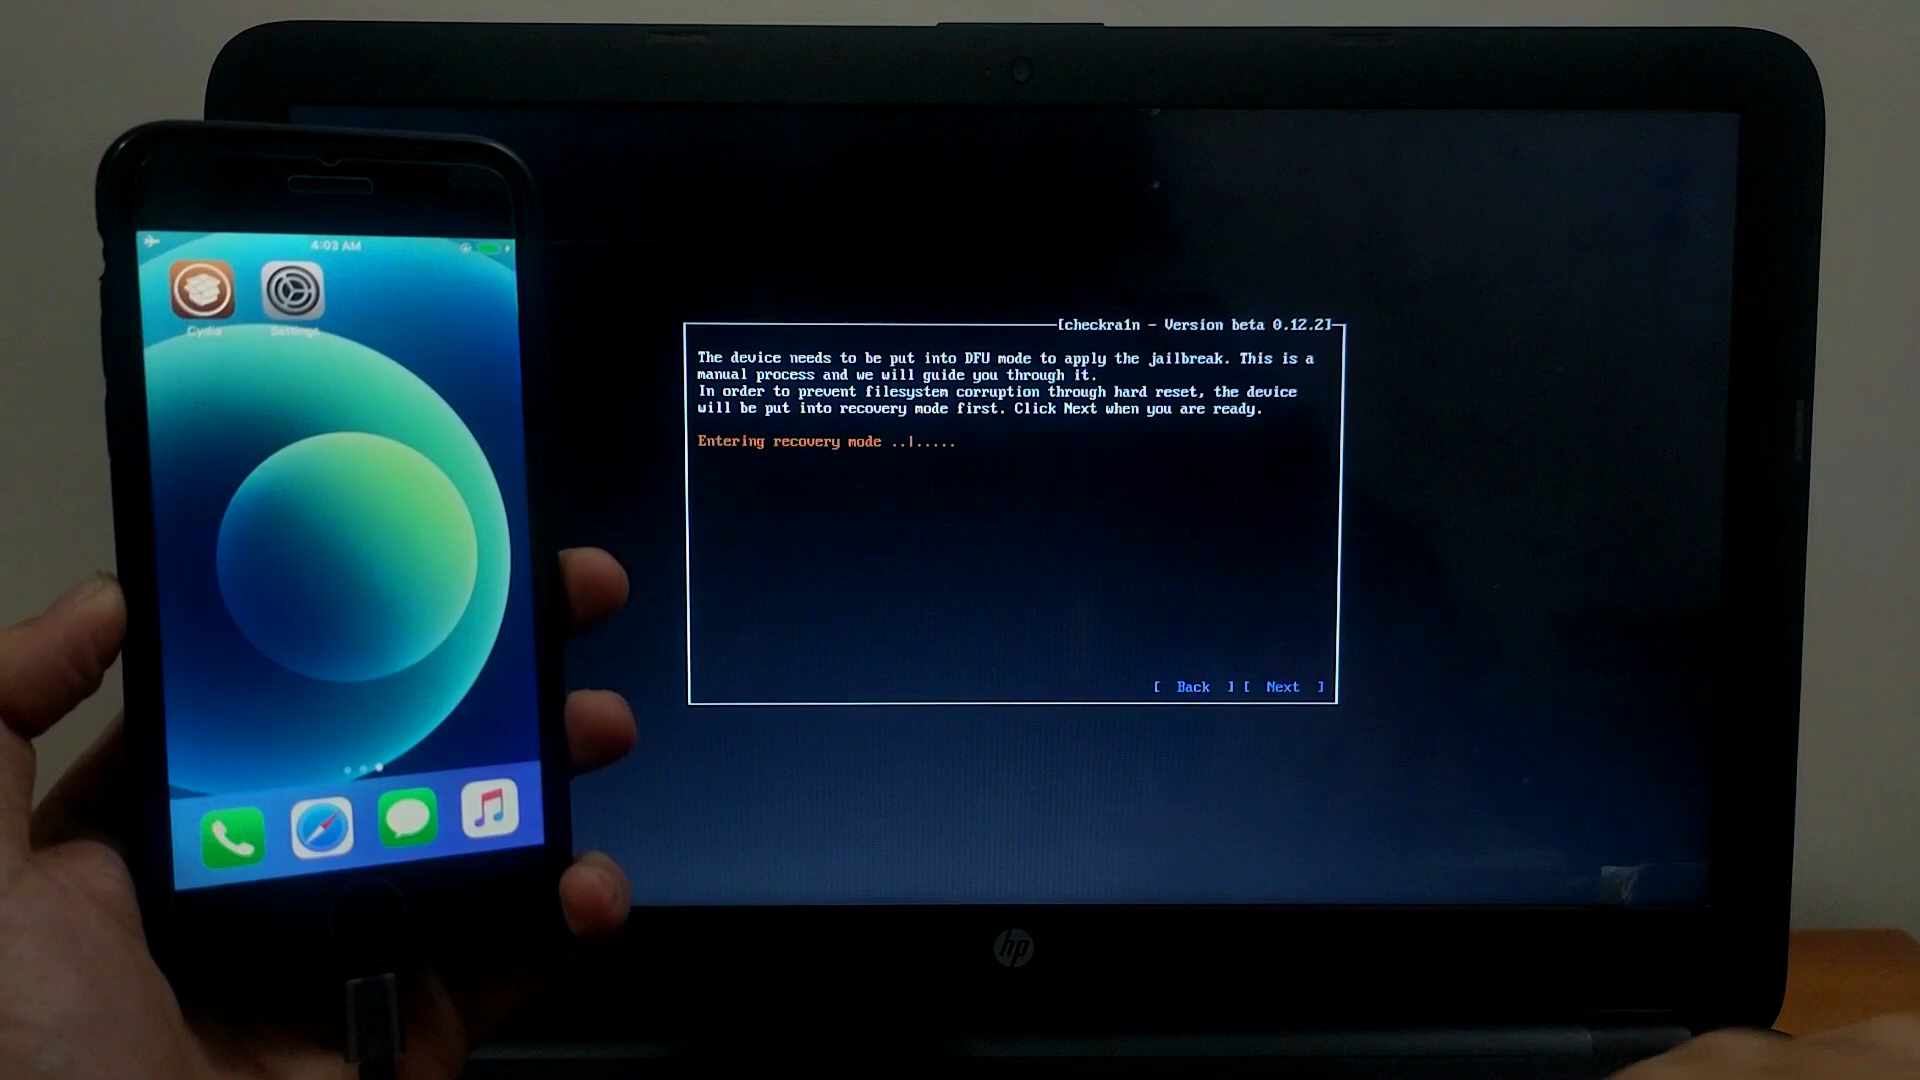 4:03 AM
Cydia
Settings
[checkra1n - Version beta 0.12.2]
The device needs to be put into DFU mode to apply the jailbreak. This is a
manual process and we will guide you through it.
In order to prevent filesystem corruption through hard reset, the device
will be put into recovery mode first. Click Next when you are ready.
Entering recovery mode ..|.....
[ Back ] [ Next ]
hp